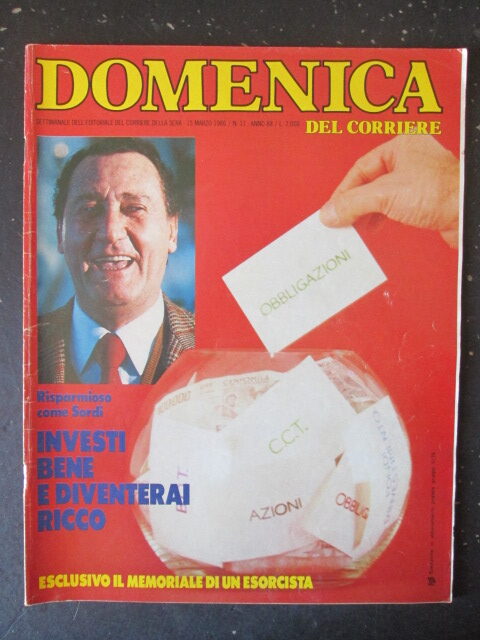 DOMENICA
DEL CORRIERE
SETTIMANALE DELL'EDITORIALE DEL CORRIERE DELLA SERA - 15 MARZO 1986 / N. 11 - ANNO 88 / L. 2.000
OBBLIGAZIONI
Risparmioso
come Sordi
INVESTI
BENE
E DIVENTERAI
RICCO
C.C.T.
AZIONI
OBBLIG
ESCLUSIVO IL MEMORIALE DI UN ESORCISTA